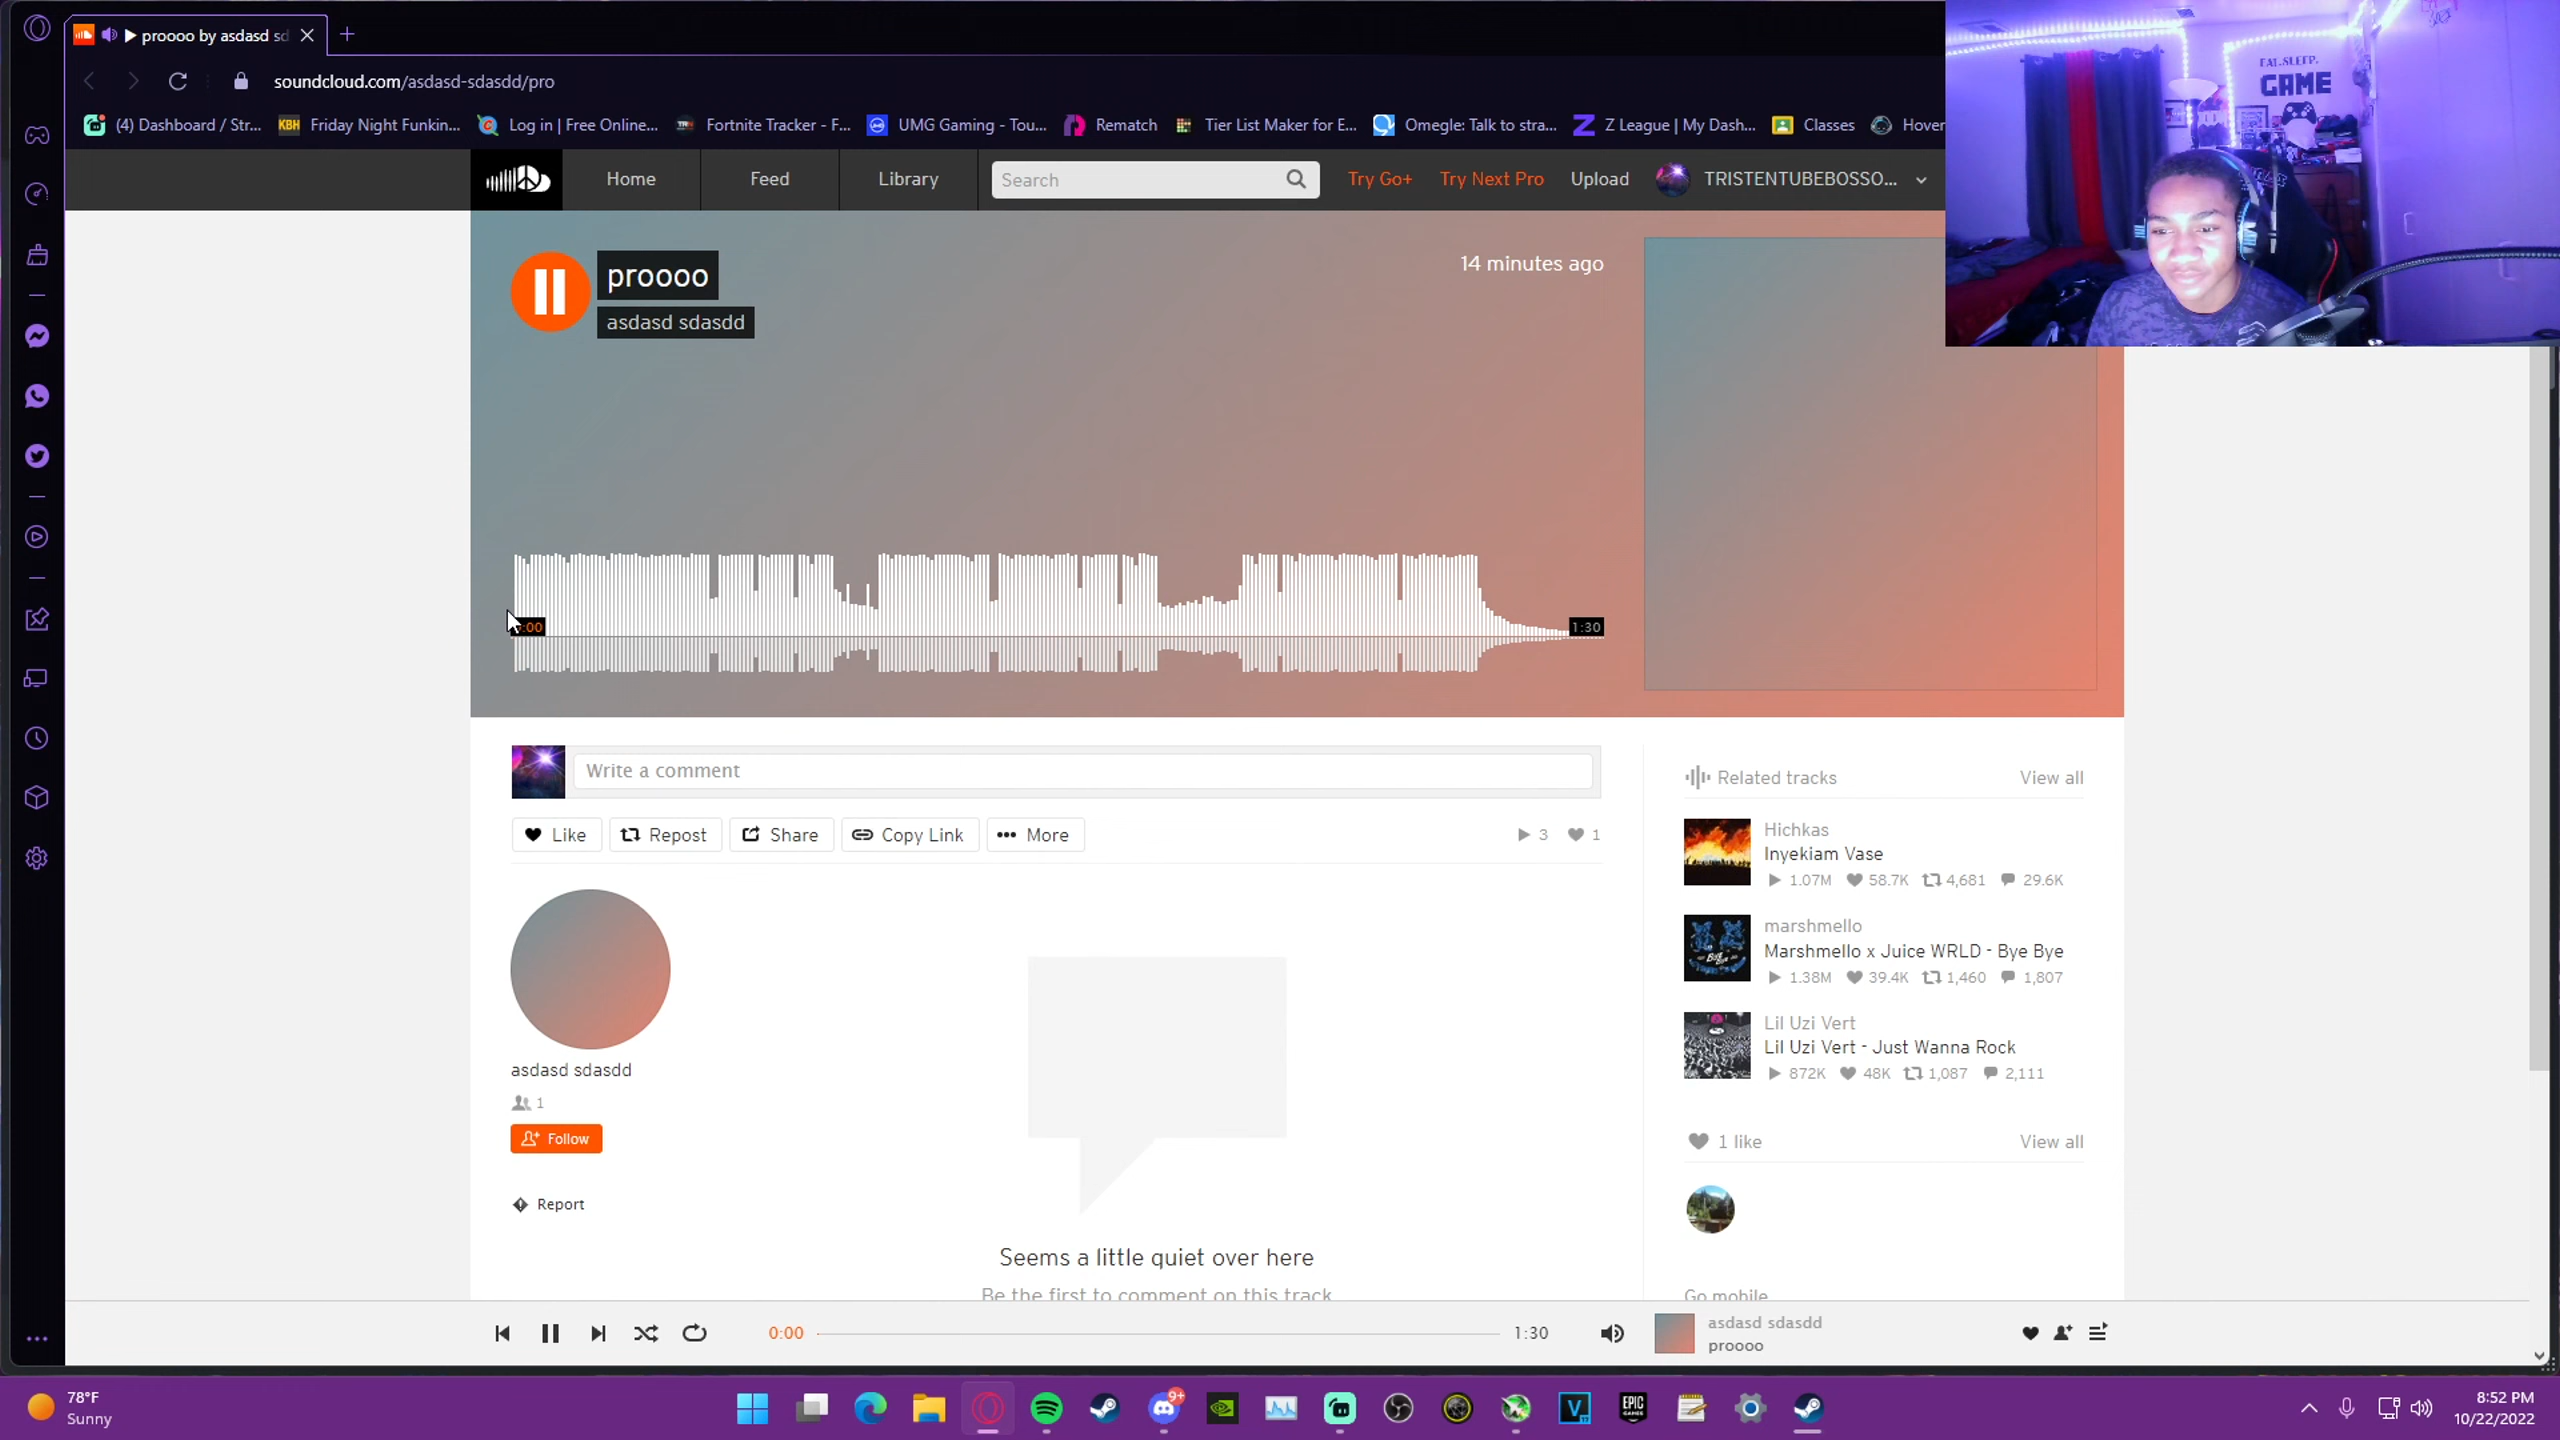 proooo by asdasd sd
soundcloud.com/asdasd-sdasdd/pro
(4) Dashboard / Str... Friday Night Funkin... Log in | Free Online... Fortnite Tracker - F... UMG Gaming - Tou... Rematch Tier List Maker for E... Omegle: Talk to stra... Z League | My Dash... Classes Hover
EAT.SLEEP.
GAME
Home Feed Library Search Try Go+ Try Next Pro Upload TRISTENTUBEBOSSO...
proooo
14 minutes ago
asdasd sdasdd
:00 1:30
Write a comment
Like Repost Share Copy Link More 3 1
Related tracks View all
Hichkas
Inyekiam Vase
1.07M 58.7K 4,681 29.6K
marshmello
Marshmello x Juice WRLD - Bye Bye
1.38M 39.4K 1,460 1,807
Lil Uzi Vert
Lil Uzi Vert - Just Wanna Rock
872K 48K 1,087 2,111
asdasd sdasdd
1
Follow
Report
1 like View all
Seems a little quiet over here
Be the first to comment on this track
Go mobile
0:00 1:30
asdasd sdasdd
proooo
78°F
Sunny
9+
EPIC
GAMES
8:52 PM
10/22/2022